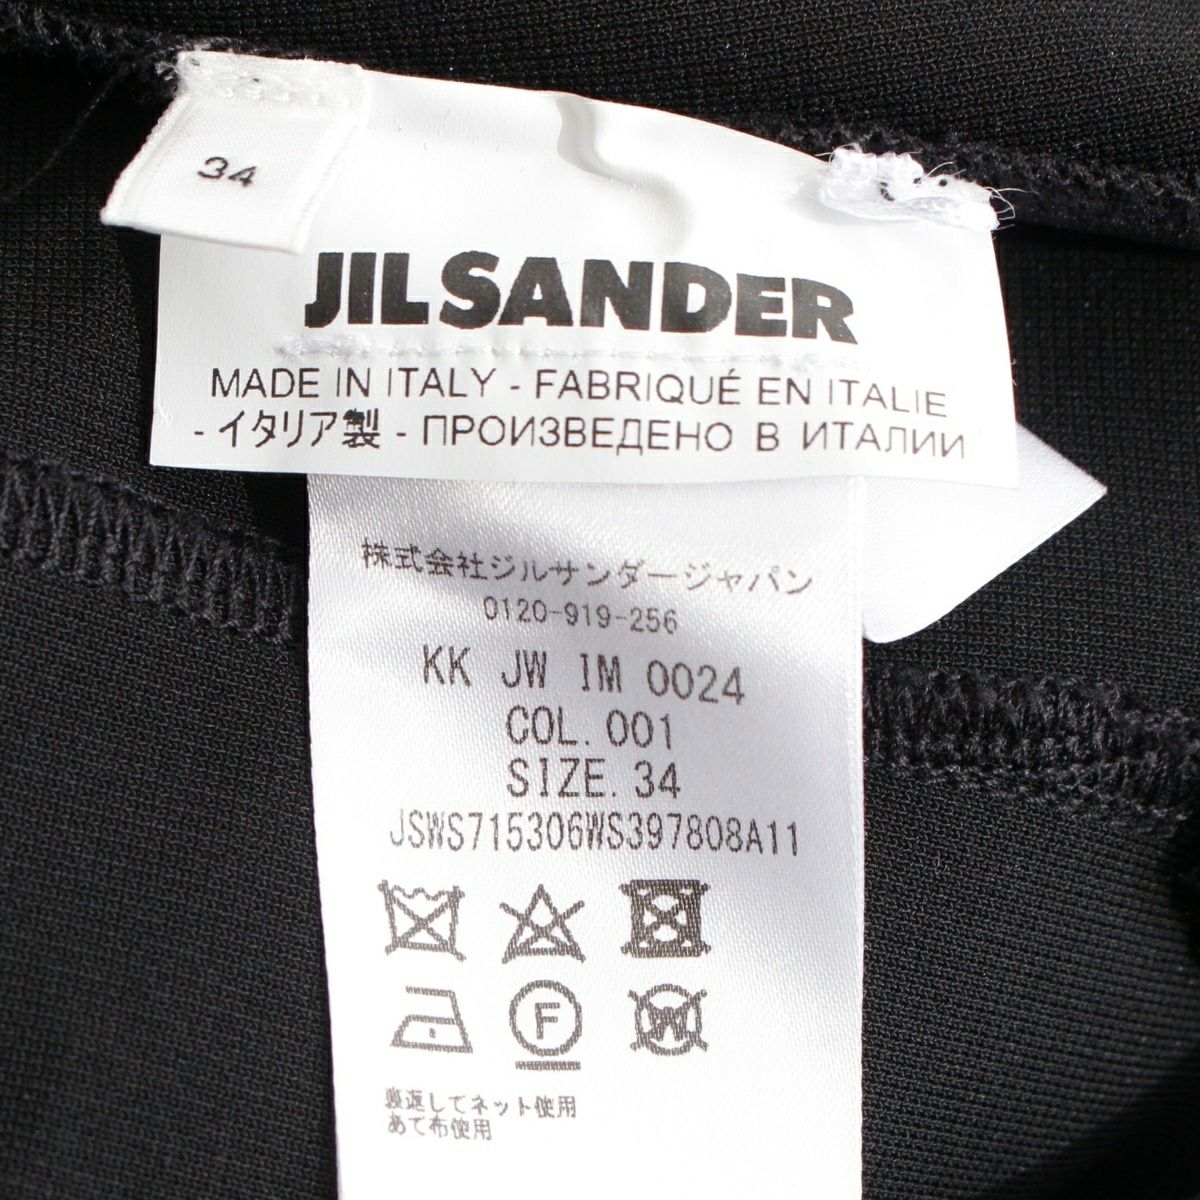 34
JIL SANDER
MADE IN ITALY - FABRIQUÉ EN ITALIE
- イタリア製 - ПРОИЗВЕДЕНО В ИТАЛИИ
株式会社ジルサンダージャパン
0120-919-256
KK JW IM 0024
COL. 001
SIZE. 34
JSWS715306WS397808A11
F
W
裏返してネット使用
あて布使用